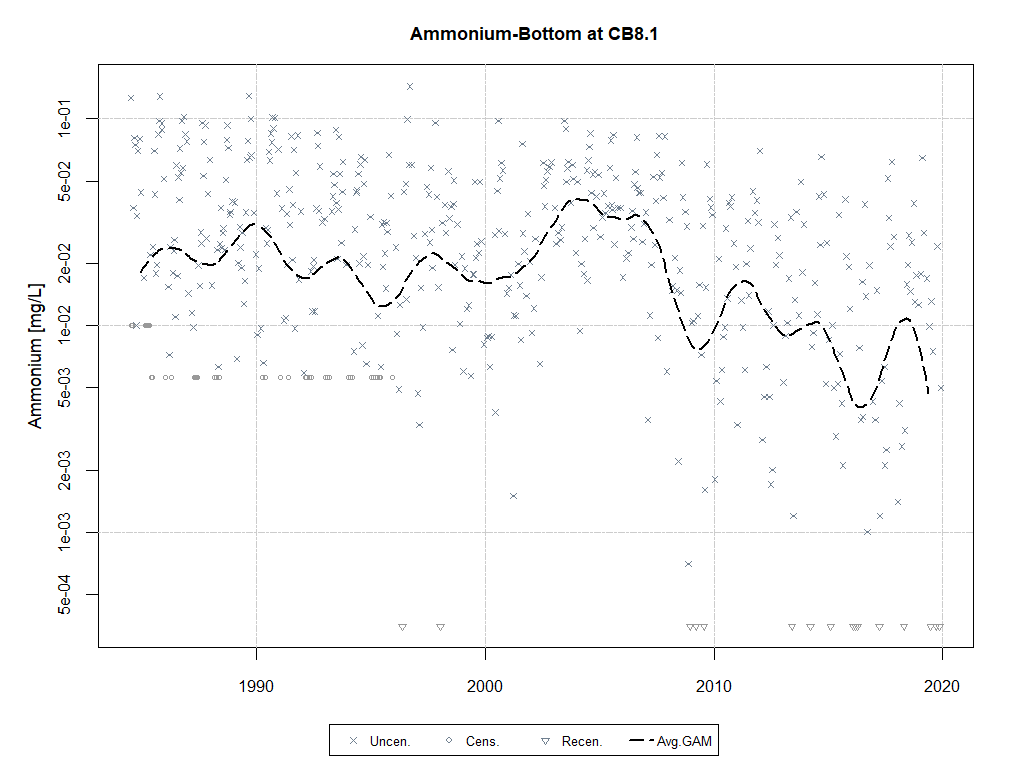 Ammonium-Bottom at CB8.1
Ammonium [mg/L]
1e-01
5e-02
2e-02
1e-02
5e-03
2e-03
1e-03
5e-04
1990 2000 2010 2020
Uncen. Cens. Recen. Avg.GAM